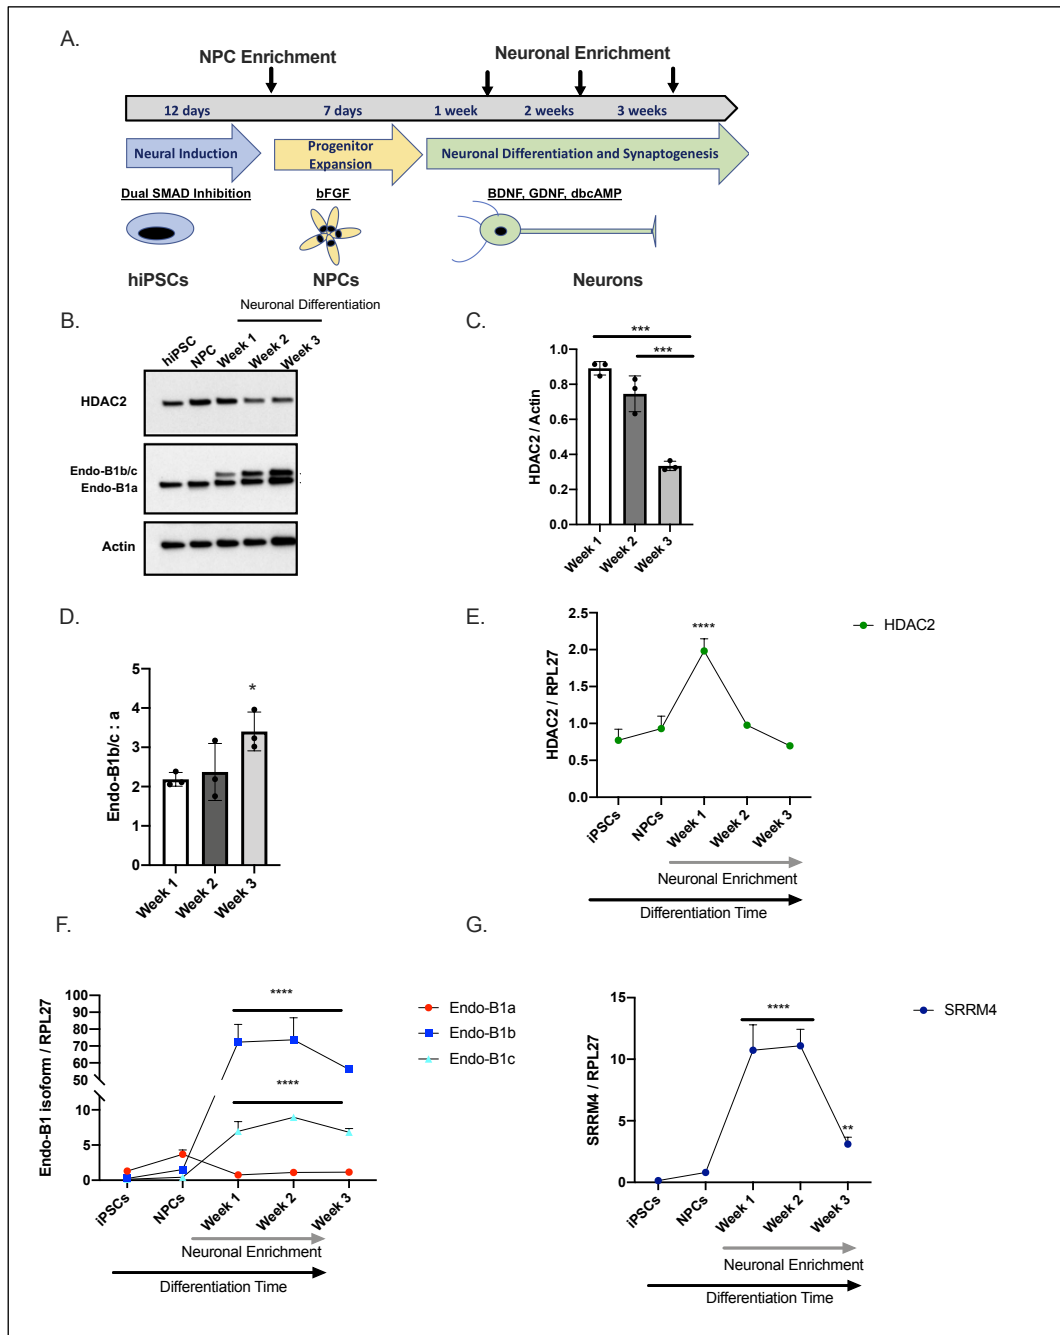 A.
NPC Enrichment
Neuronal Enrichment
12 days
7 days
1 week
2 weeks
3 weeks
Neural Induction
Progenitor
Expansion
Neuronal Differentiation and Synaptogenesis
Dual SMAD Inhibition
bFGF
BDNF, GDNF, dbcAMP
hiPSCs
NPCs
Neurons
B.
Neuronal Differentiation
hiPSC
NPC
Week 1
Week 2
Week 3
HDAC2
Endo-B1b/c
Endo-B1a
Actin
C.
***
***
HDAC2 / Actin
1.0
0.8
0.6
0.4
0.2
0.0
Week 1
Week 2
Week 3
D.
Endo-B1b/c : a
5
4
3
2
1
0
*
Week 1
Week 2
Week 3
E.
HDAC2 / RPL27
2.5
2.0
1.5
1.0
0.5
0.0
****
HDAC2
iPSCs
NPCs
Week 1
Week 2
Week 3
Neuronal Enrichment
Differentiation Time
F.
Endo-B1 isoform / RPL27
100
90
80
70
60
50
10
5
0
****
****
Endo-B1a
Endo-B1b
Endo-B1c
iPSCs
NPCs
Week 1
Week 2
Week 3
Neuronal Enrichment
Differentiation Time
G.
SRRM4 / RPL27
15
10
5
0
****
**
SRRM4
iPSCs
NPCs
Week 1
Week 2
Week 3
Neuronal Enrichment
Differentiation Time